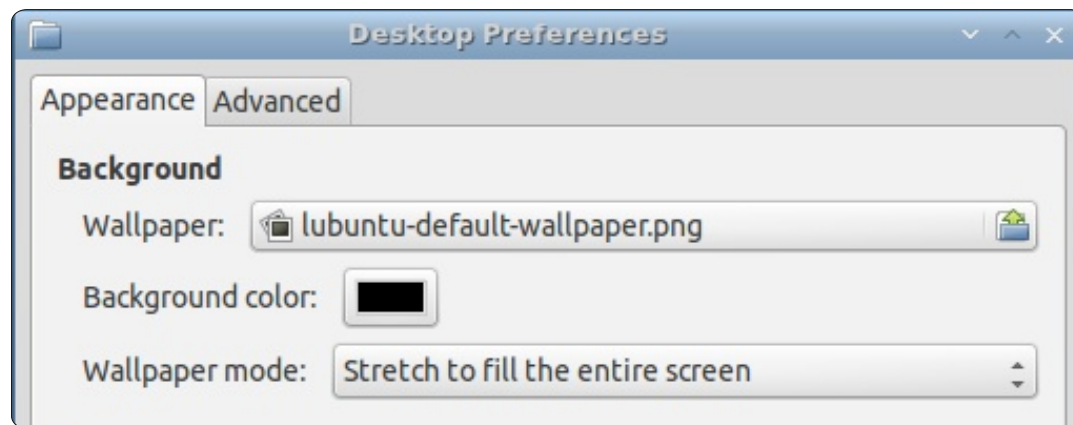 Desktop Preferences
Appearance Advanced
Background
Wallpaper: lubuntu-default-wallpaper.png
Background color:
Wallpaper mode: Stretch to fill the entire screen